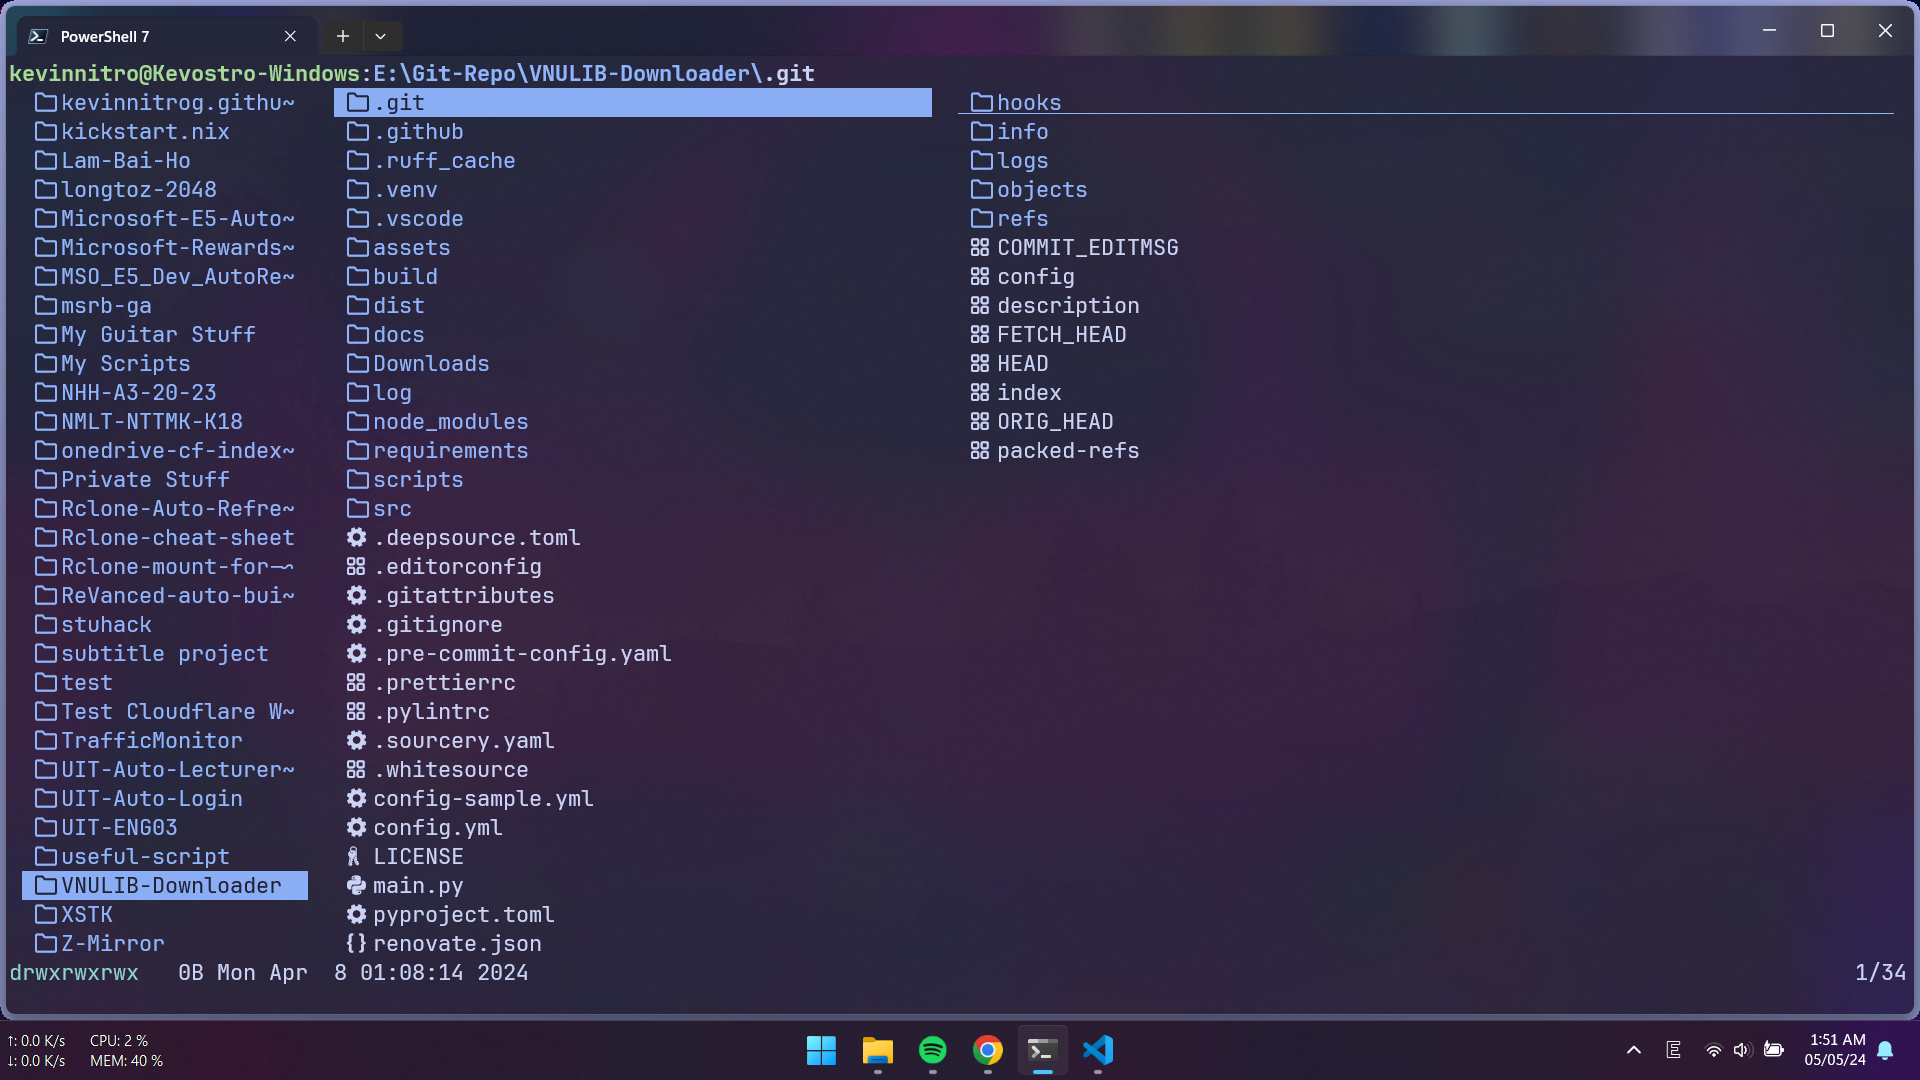 PowerShell 7
kevinnitro@Kevostro-Windows:E:\Git-Repo\VNULIB-Downloader\.git
kevinnitrog.githu~
kickstart.nix
Lam-Bai-Ho
longtoz-2048
Microsoft-E5-Auto~
Microsoft-Rewards~
MSO_E5_Dev_AutoRe~
msrb-ga
My Guitar Stuff
My Scripts
NHH-A3-20-23
NMLT-NTTMK-K18
onedrive-cf-index~
Private Stuff
Rclone-Auto-Refre~
Rclone-cheat-sheet
Rclone-mount-for-~
ReVanced-auto-bui~
stuhack
subtitle project
test
Test Cloudflare W~
TrafficMonitor
UIT-Auto-Lecturer~
UIT-Auto-Login
UIT-ENG03
useful-script
VNULIB-Downloader
XSTK
Z-Mirror
.git
.github
.ruff_cache
.venv
.vscode
assets
build
dist
docs
Downloads
log
node_modules
requirements
scripts
src
.deepsource.toml
.editorconfig
.gitattributes
.gitignore
.pre-commit-config.yaml
.prettierrc
.pylintrc
.sourcery.yaml
.whitesource
config-sample.yml
config.yml
LICENSE
main.py
pyproject.toml
renovate.json
hooks
info
logs
objects
refs
COMMIT_EDITMSG
config
description
FETCH_HEAD
HEAD
index
ORIG_HEAD
packed-refs
drwxrwxrwx   0B Mon Apr  8 01:08:14 2024
1/34
↑: 0.0 K/s CPU: 2 %
↓: 0.0 K/s MEM: 40 %
E
1:51 AM
05/05/24